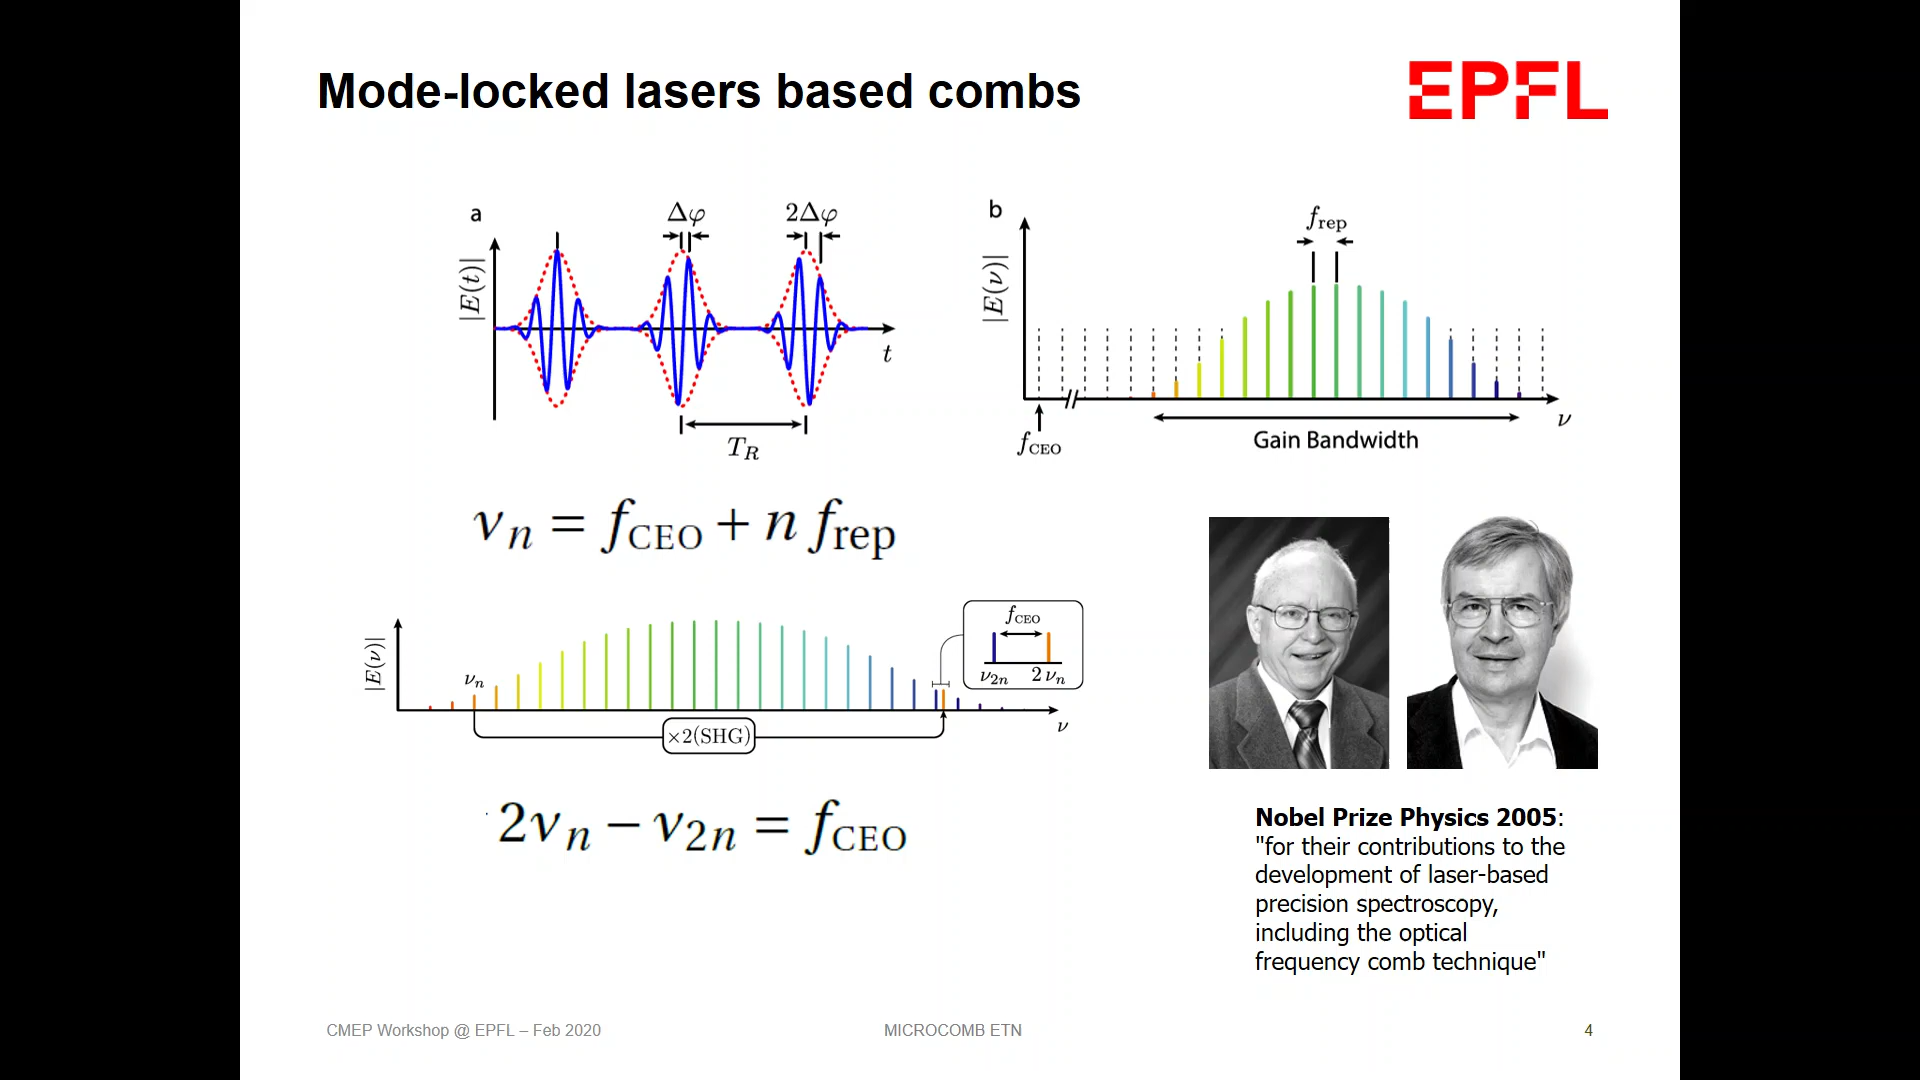 Mode-locked lasers based combs
EPFL
a
Δφ
2Δφ
|E(t)|
t
T_R
b
f_rep
|E(ν)|
f_CEO
ν
Gain Bandwidth
ν_n = f_CEO + n f_rep
|E(ν)|
ν_n
f_CEO
ν_2n 2 ν_n
×2(SHG)
ν
2ν_n − ν_2n = f_CEO
Nobel Prize Physics 2005:
"for their contributions to the
development of laser-based
precision spectroscopy,
including the optical
frequency comb technique"
CMEP Workshop @ EPFL – Feb 2020
MICROCOMB ETN
4